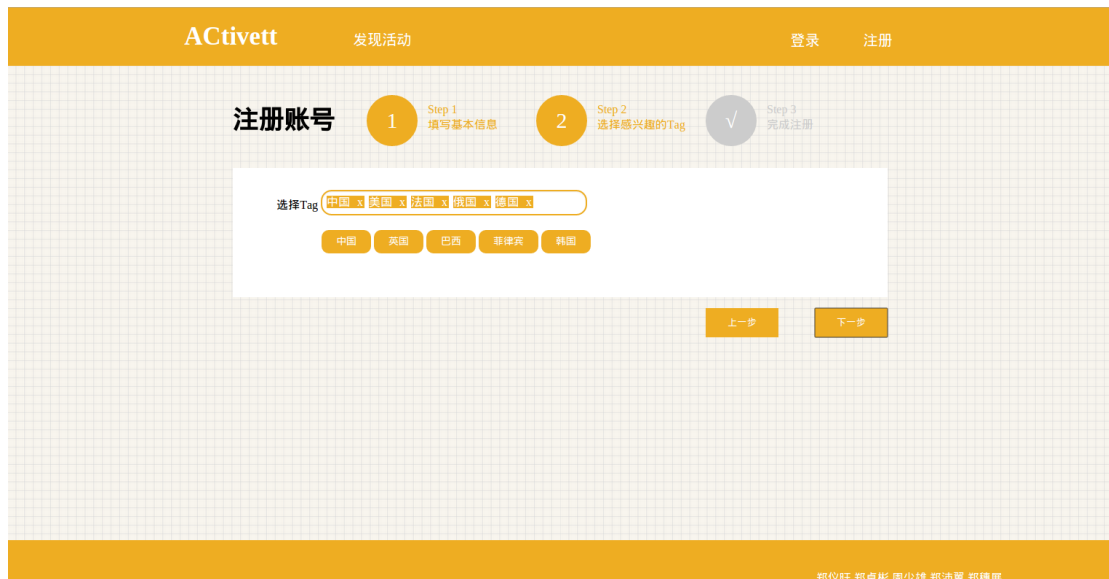 ACtivett 发现活动 登录 注册
注册账号 1 Step 1 填写基本信息 2 Step 2 选择感兴趣的Tag √ Step 3 完成注册
选择Tag 中国 x 美国 x 法国 x 俄国 x 德国 x
中国 英国 巴西 菲律宾 韩国
上一步 下一步